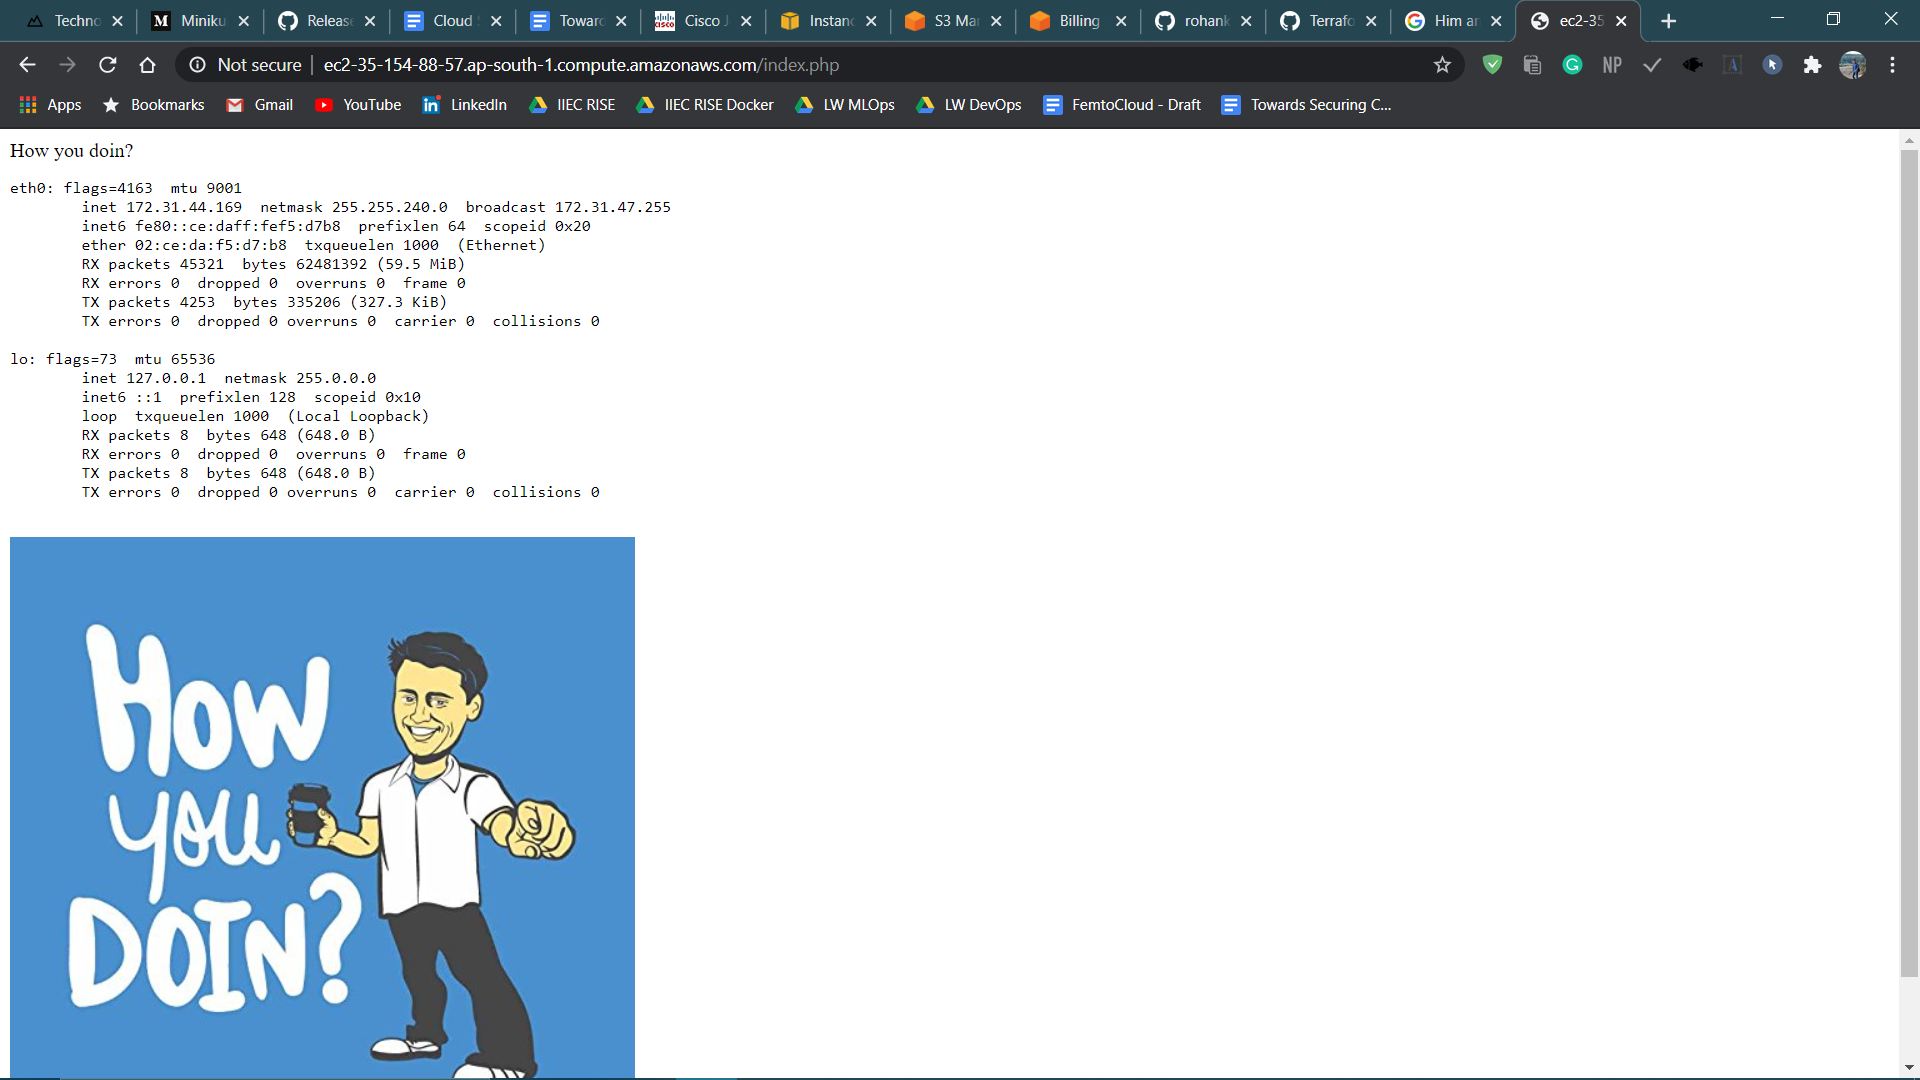 Techno
Miniku
Release
Cloud
Toward
Cisco J
Instanc
S3 Mar
Billing
rohank
Terrafo
Him an
ec2-35
Not secure
ec2-35-154-88-57.ap-south-1.compute.amazonaws.com/index.php
NP
Apps
Bookmarks
Gmail
YouTube
LinkedIn
IIEC RISE
IIEC RISE Docker
LW MLOps
LW DevOps
FemtoCloud - Draft
Towards Securing C...
How you doin?
eth0: flags=4163  mtu 9001
inet 172.31.44.169  netmask 255.255.240.0  broadcast 172.31.47.255
inet6 fe80::ce:daff:fef5:d7b8  prefixlen 64  scopeid 0x20
ether 02:ce:da:f5:d7:b8  txqueuelen 1000  (Ethernet)
RX packets 45321  bytes 62481392 (59.5 MiB)
RX errors 0  dropped 0  overruns 0  frame 0
TX packets 4253  bytes 335206 (327.3 KiB)
TX errors 0  dropped 0 overruns 0  carrier 0  collisions 0
lo: flags=73  mtu 65536
inet 127.0.0.1  netmask 255.0.0.0
inet6 ::1  prefixlen 128  scopeid 0x10
loop  txqueuelen 1000  (Local Loopback)
RX packets 8  bytes 648 (648.0 B)
RX errors 0  dropped 0  overruns 0  frame 0
TX packets 8  bytes 648 (648.0 B)
TX errors 0  dropped 0 overruns 0  carrier 0  collisions 0
HOW
YOU
DOIN?